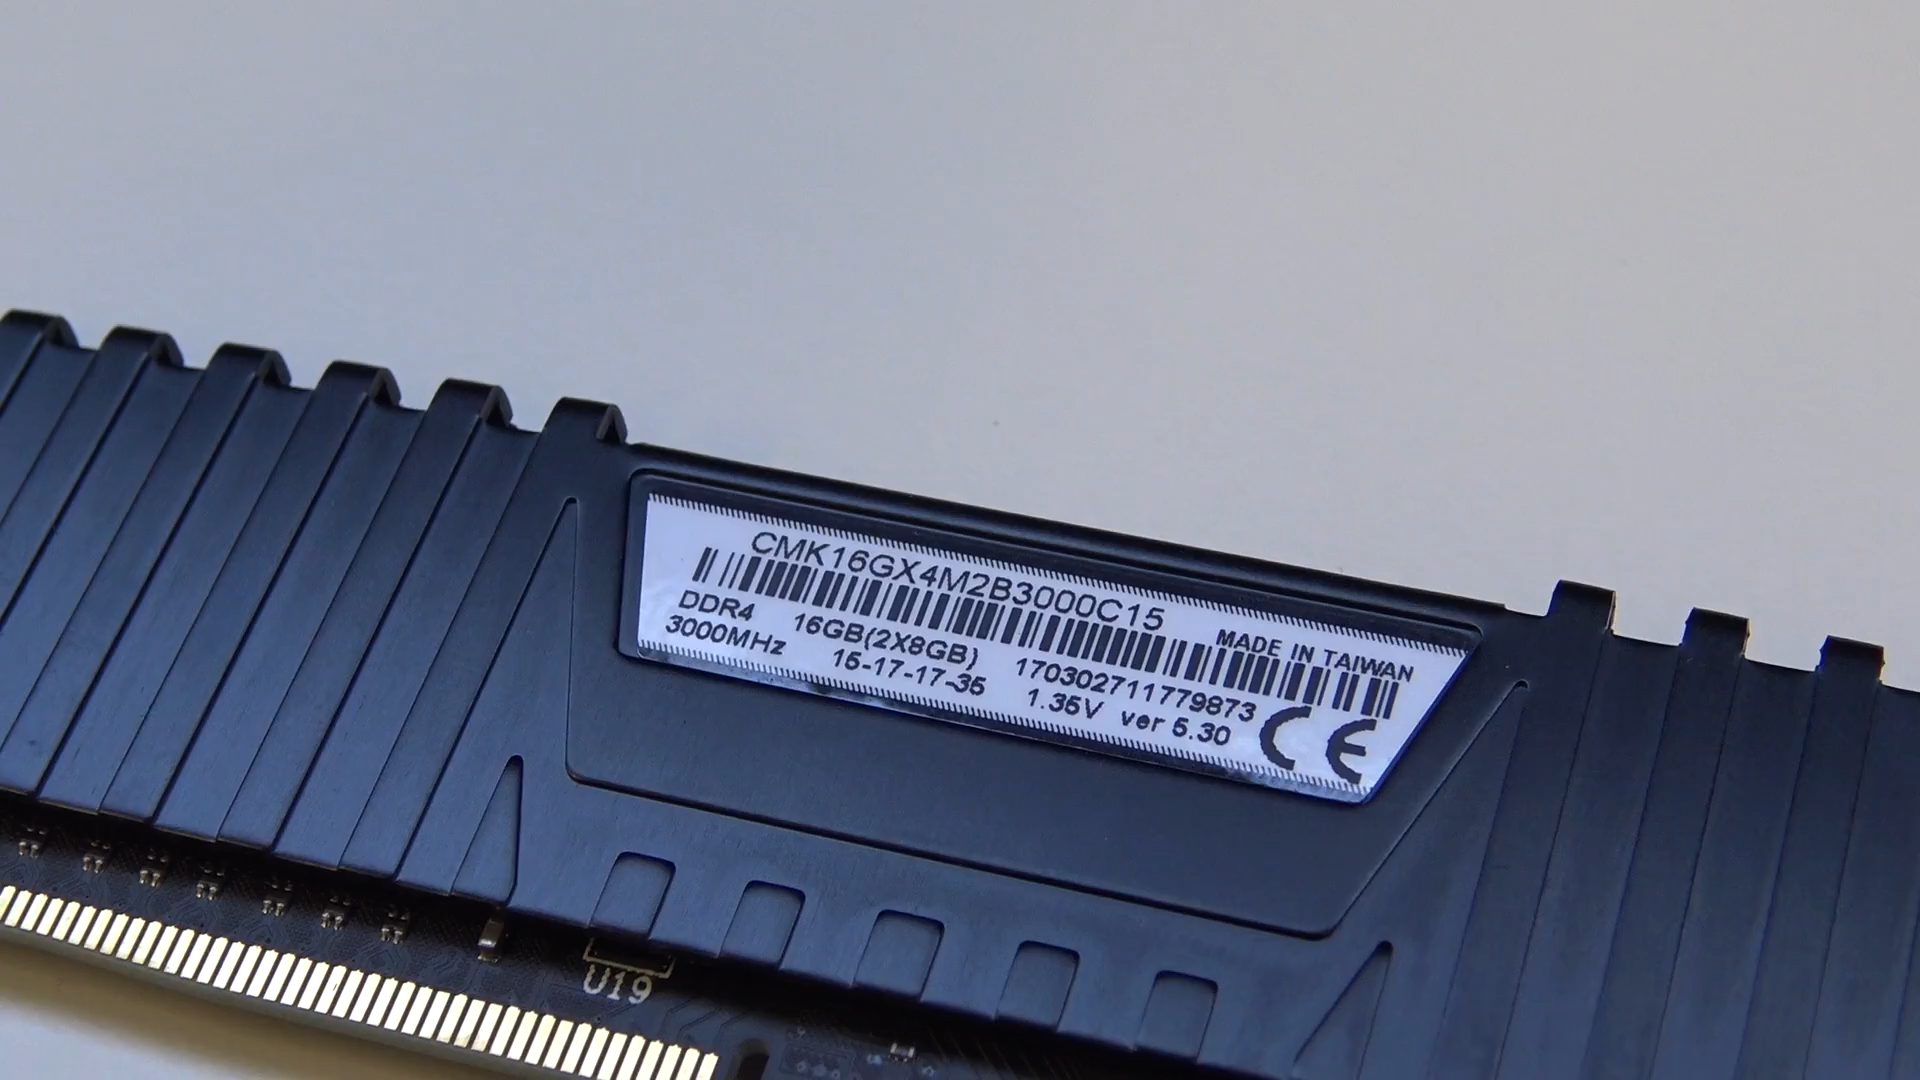 CMK16GX4M2B3000C15
MADE IN TAIWAN
DDR4 16GB(2X8GB) 170302711779873
3000MHz 15-17-17-35 1.35V ver 5.30
CE
U19